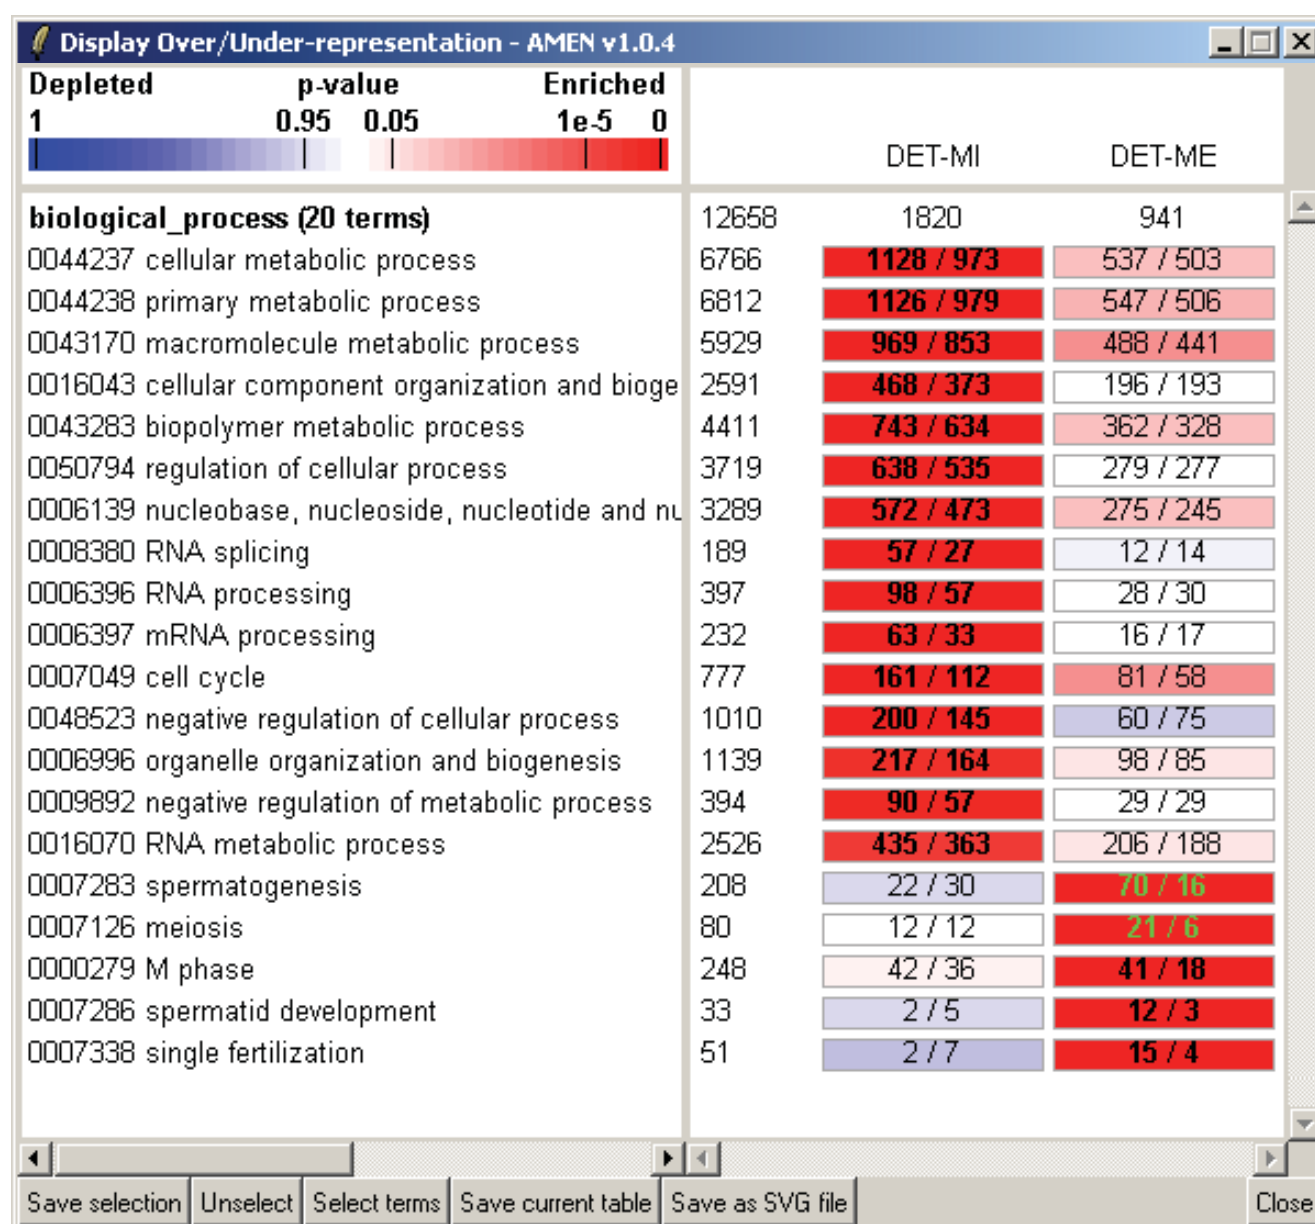 Display Over/Under-representation - AMEN v1.0.4
Depleted p-value Enriched
1 0.95 0.05 1e-5 0
DET-MI DET-ME
biological_process (20 terms) 12658 1820 941
0044237 cellular metabolic process 6766 1128 / 973 537 / 503
0044238 primary metabolic process 6812 1126 / 979 547 / 506
0043170 macromolecule metabolic process 5929 969 / 853 488 / 441
0016043 cellular component organization and bioge 2591 468 / 373 196 / 193
0043283 biopolymer metabolic process 4411 743 / 634 362 / 328
0050794 regulation of cellular process 3719 638 / 535 279 / 277
0006139 nucleobase, nucleoside, nucleotide and nu 3289 572 / 473 275 / 245
0008380 RNA splicing 189 57 / 27 12 / 14
0006396 RNA processing 397 98 / 57 28 / 30
0006397 mRNA processing 232 63 / 33 16 / 17
0007049 cell cycle 777 161 / 112 81 / 58
0048523 negative regulation of cellular process 1010 200 / 145 60 / 75
0006996 organelle organization and biogenesis 1139 217 / 164 98 / 85
0009892 negative regulation of metabolic process 394 90 / 57 29 / 29
0016070 RNA metabolic process 2526 435 / 363 206 / 188
0007283 spermatogenesis 208 22 / 30 70 / 16
0007126 meiosis 80 12 / 12 21 / 6
0000279 M phase 248 42 / 36 41 / 18
0007286 spermatid development 33 2 / 5 12 / 3
0007338 single fertilization 51 2 / 7 15 / 4
Save selection Unselect Select terms Save current table Save as SVG file Close